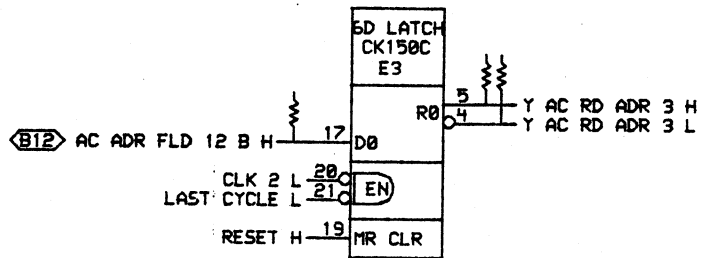 6D LATCH
CK150C
E3
R0
5 Y AC RD ADR 3 H
4 Y AC RD ADR 3 L
B12 AC ADR FLD 12 B H 17 D0
CLK 2 L 20
LAST CYCLE L 21
EN
RESET H 19 MR CLR